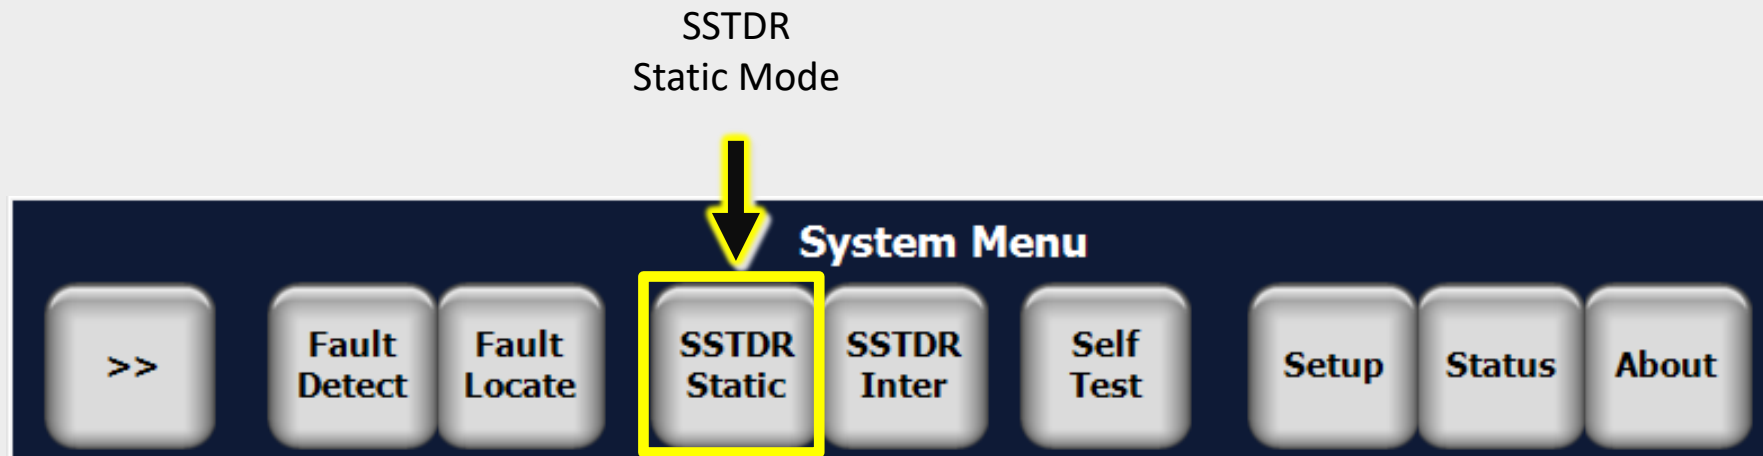 SSTDR
Static Mode
System Menu
>>
Fault
Detect
Fault
Locate
SSTDR
Static
SSTDR
Inter
Self
Test
Setup
Status
About